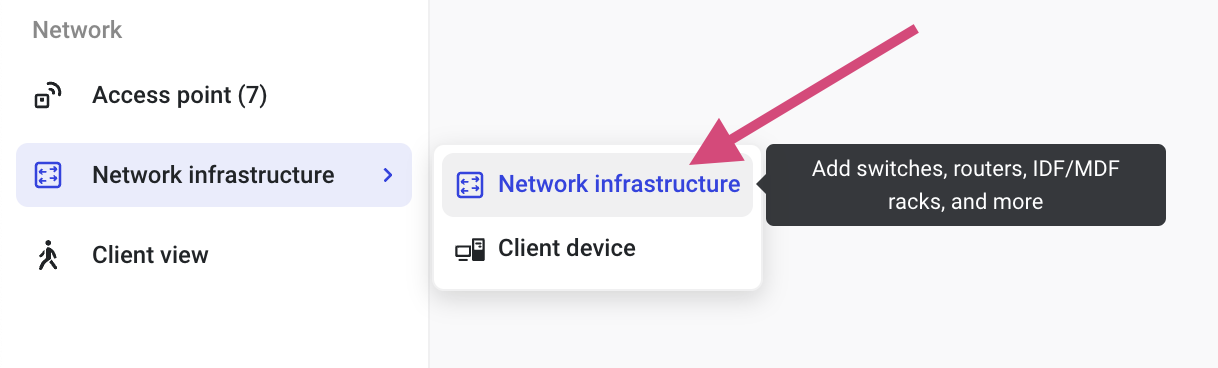 Network
Access point (7)
Network infrastructure
Client view
Network infrastructure
Client device
Add switches, routers, IDF/MDF
racks, and more